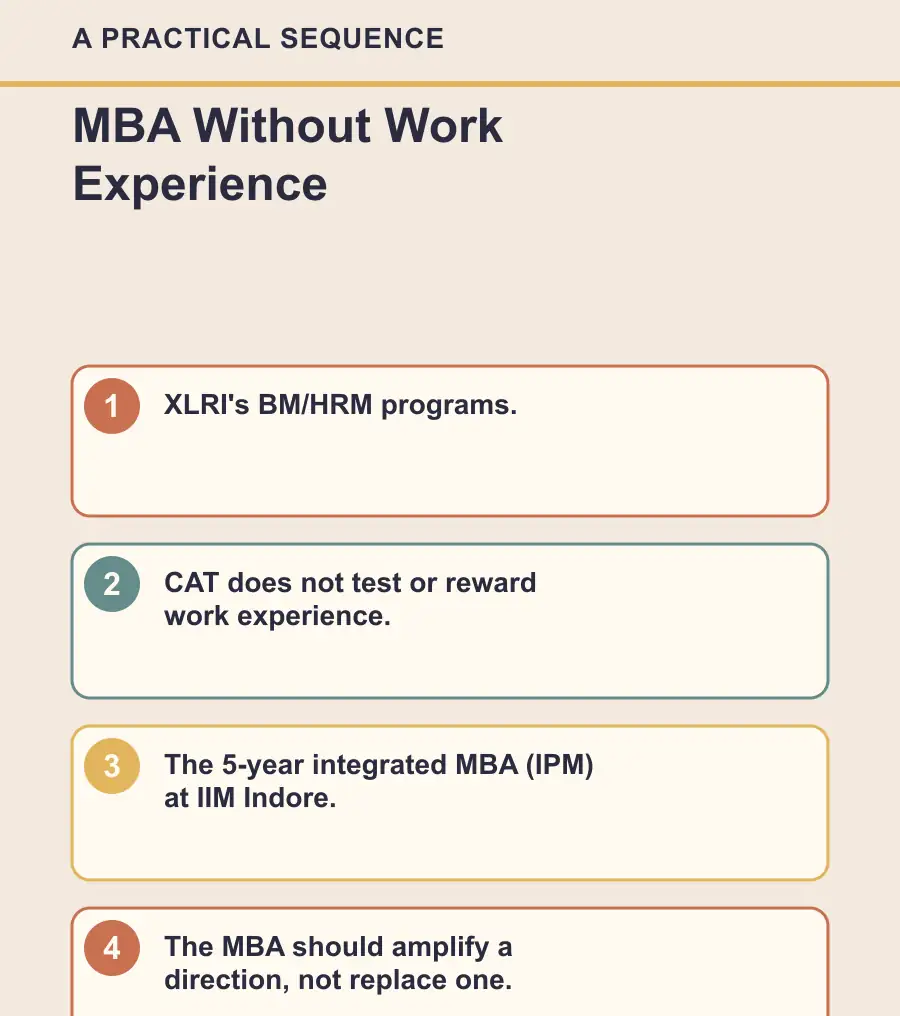 A PRACTICAL SEQUENCE
MBA Without Work
Experience
1
XLRI's BM/HRM programs.
2
CAT does not test or reward
work experience.
3
The 5-year integrated MBA (IPM)
at IIM Indore.
4
The MBA should amplify a
direction, not replace one.